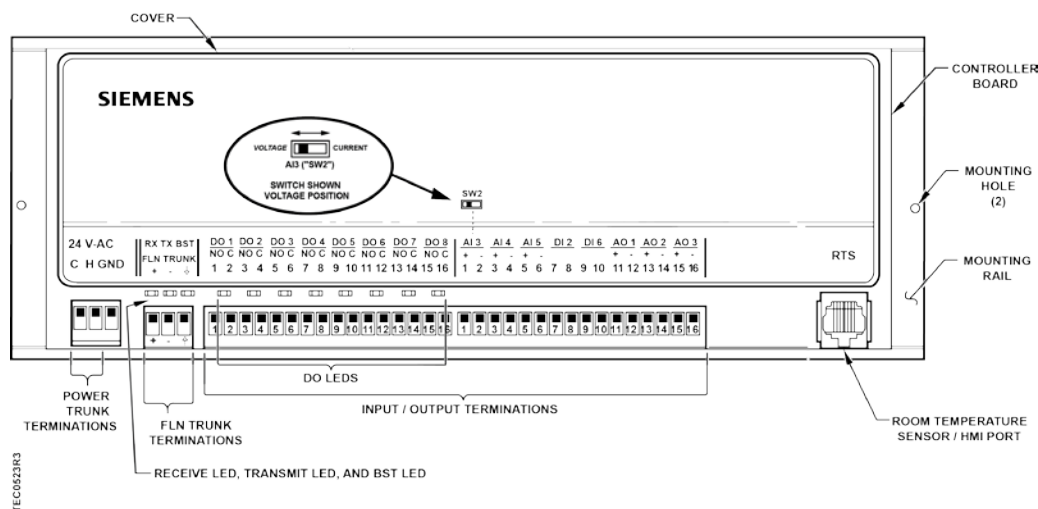 COVER
CONTROLLER
BOARD
SIEMENS
VOLTAGE CURRENT
AI3 ("SW2")
SWITCH SHOWN
VOLTAGE POSITION
SW2
MOUNTING
HOLE
(2)
24 V-AC RX TX BST DO 1 DO 2 DO 3 DO 4 DO 5 DO 6 DO 7 DO 8 AI 3 AI 4 AI 5 DI 2 DI 6 AO 1 AO 2 AO 3
C H GND FLN TRUNK NO C NO C NO C NO C NO C NO C NO C NO C + - + - + - + - + - + -
+ - ⏚ 1 2 3 4 5 6 7 8 9 10 11 12 13 14 15 16 1 2 3 4 5 6 7 8 9 10 11 12 13 14 15 16
RTS
MOUNTING
RAIL
+ - ⏚ 1 2 3 4 5 6 7 8 9 10 11 12 13 14 15 16 1 2 3 4 5 6 7 8 9 10 11 12 13 14 15 16
DO LEDS
POWER
TRUNK
TERMINATIONS
INPUT / OUTPUT TERMINATIONS
FLN TRUNK
TERMINATIONS
ROOM TEMPERATURE
SENSOR / HMI PORT
RECEIVE LED, TRANSMIT LED, AND BST LED
TEC0523R3